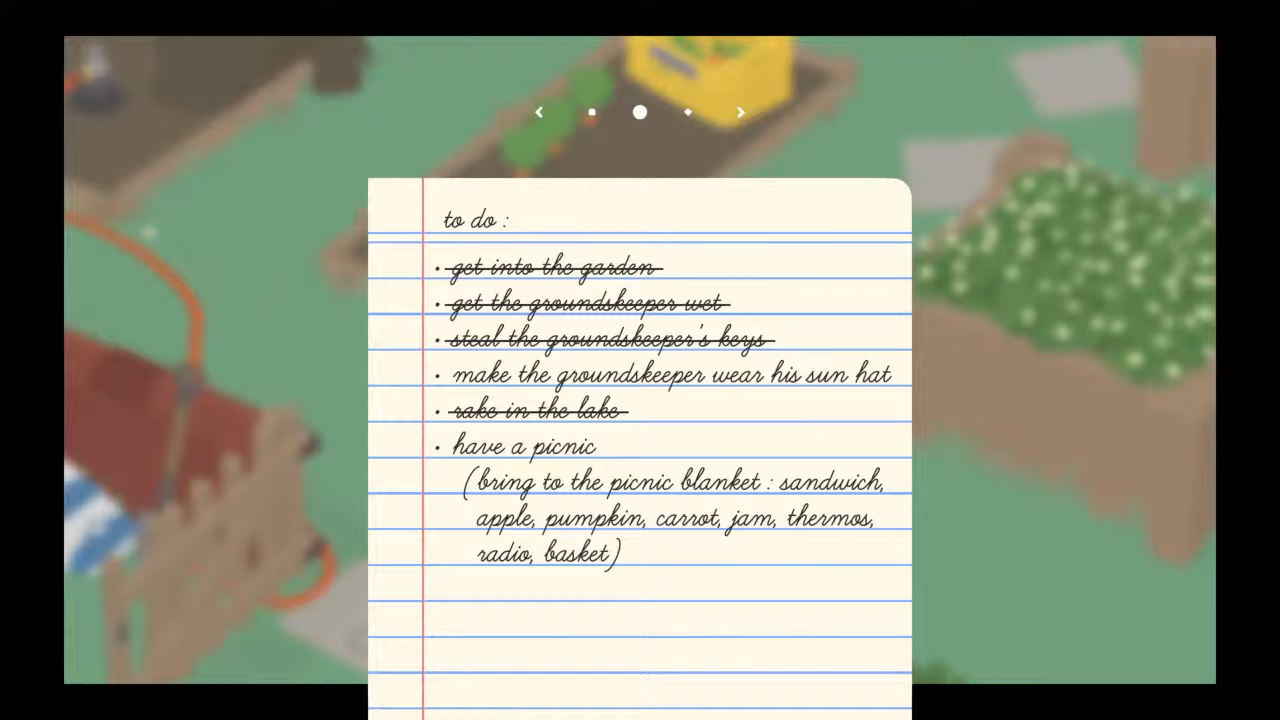 to do :
• get into the garden
• get the groundskeeper wet
• steal the groundskeeper's keys
• make the groundskeeper wear his sun hat
• rake in the lake
• have a picnic
(bring to the picnic blanket : sandwich,
apple, pumpkin, carrot, jam, thermos,
radio, basket)